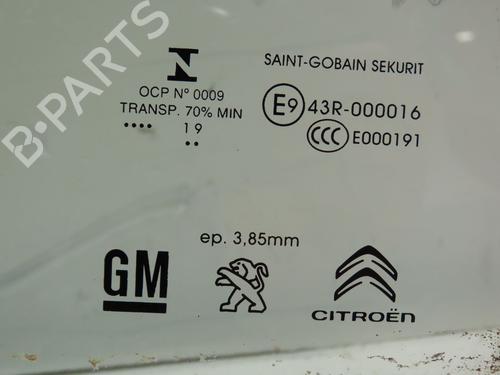 B-PARTS
N
OCP Nº 0009
TRANSP. 70% MIN
.... 19
..
SAINT-GOBAIN SEKURIT
E9 43R-000016
CCC E000191
ep. 3,85mm
GM
CITROËN